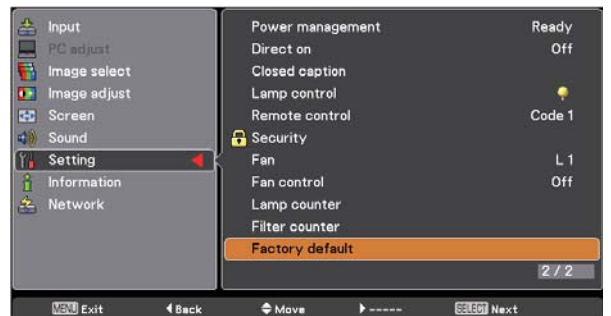 Input
PC adjust
Image select
Image adjust
Screen
Sound
Setting
Information
Network
Power management Ready
Direct on Off
Closed caption
Lamp control
Remote control Code 1
Security
Fan L 1
Fan control Off
Lamp counter
Filter counter
Factory default
2 / 2
MENU Exit Back Move ----- SELECT Next